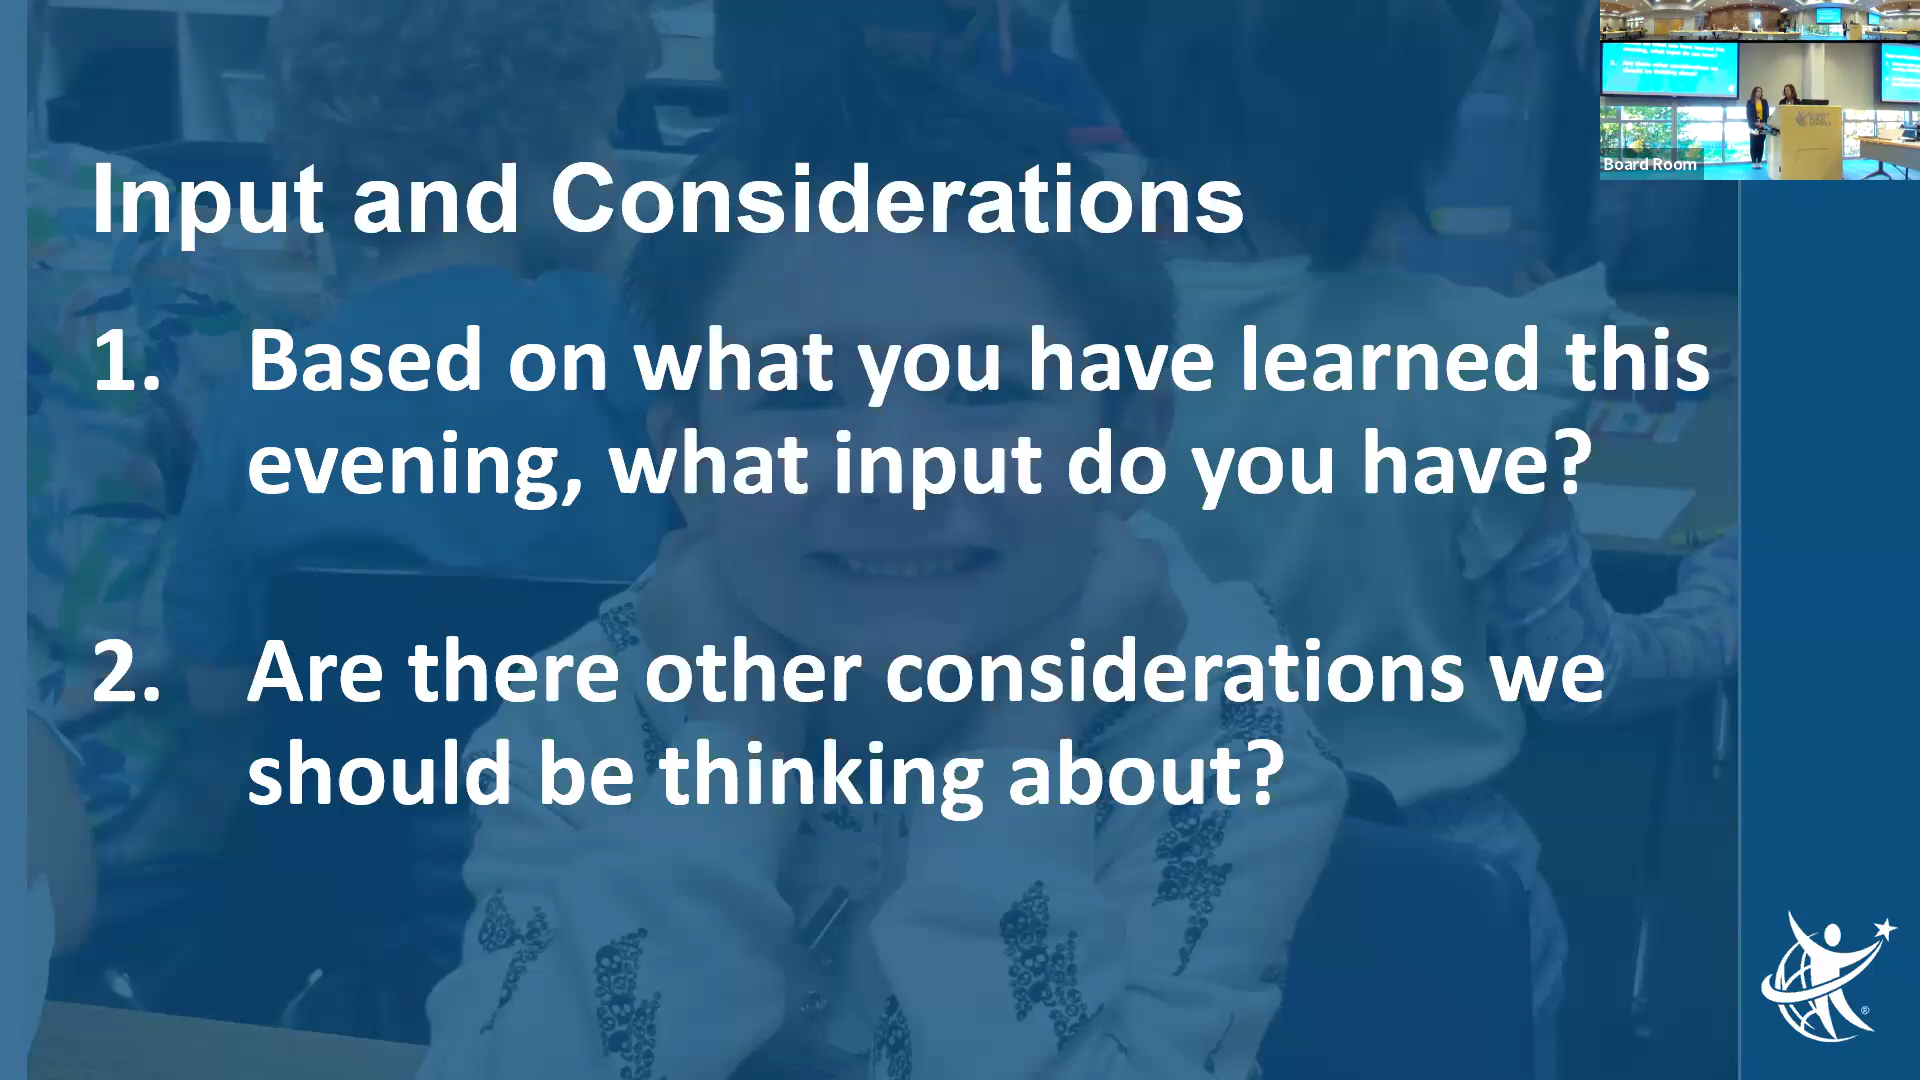 Input and Considerations
1. Based on what you have learned this
evening, what input do you have?
2. Are there other considerations we
should be thinking about?
Board Room
®